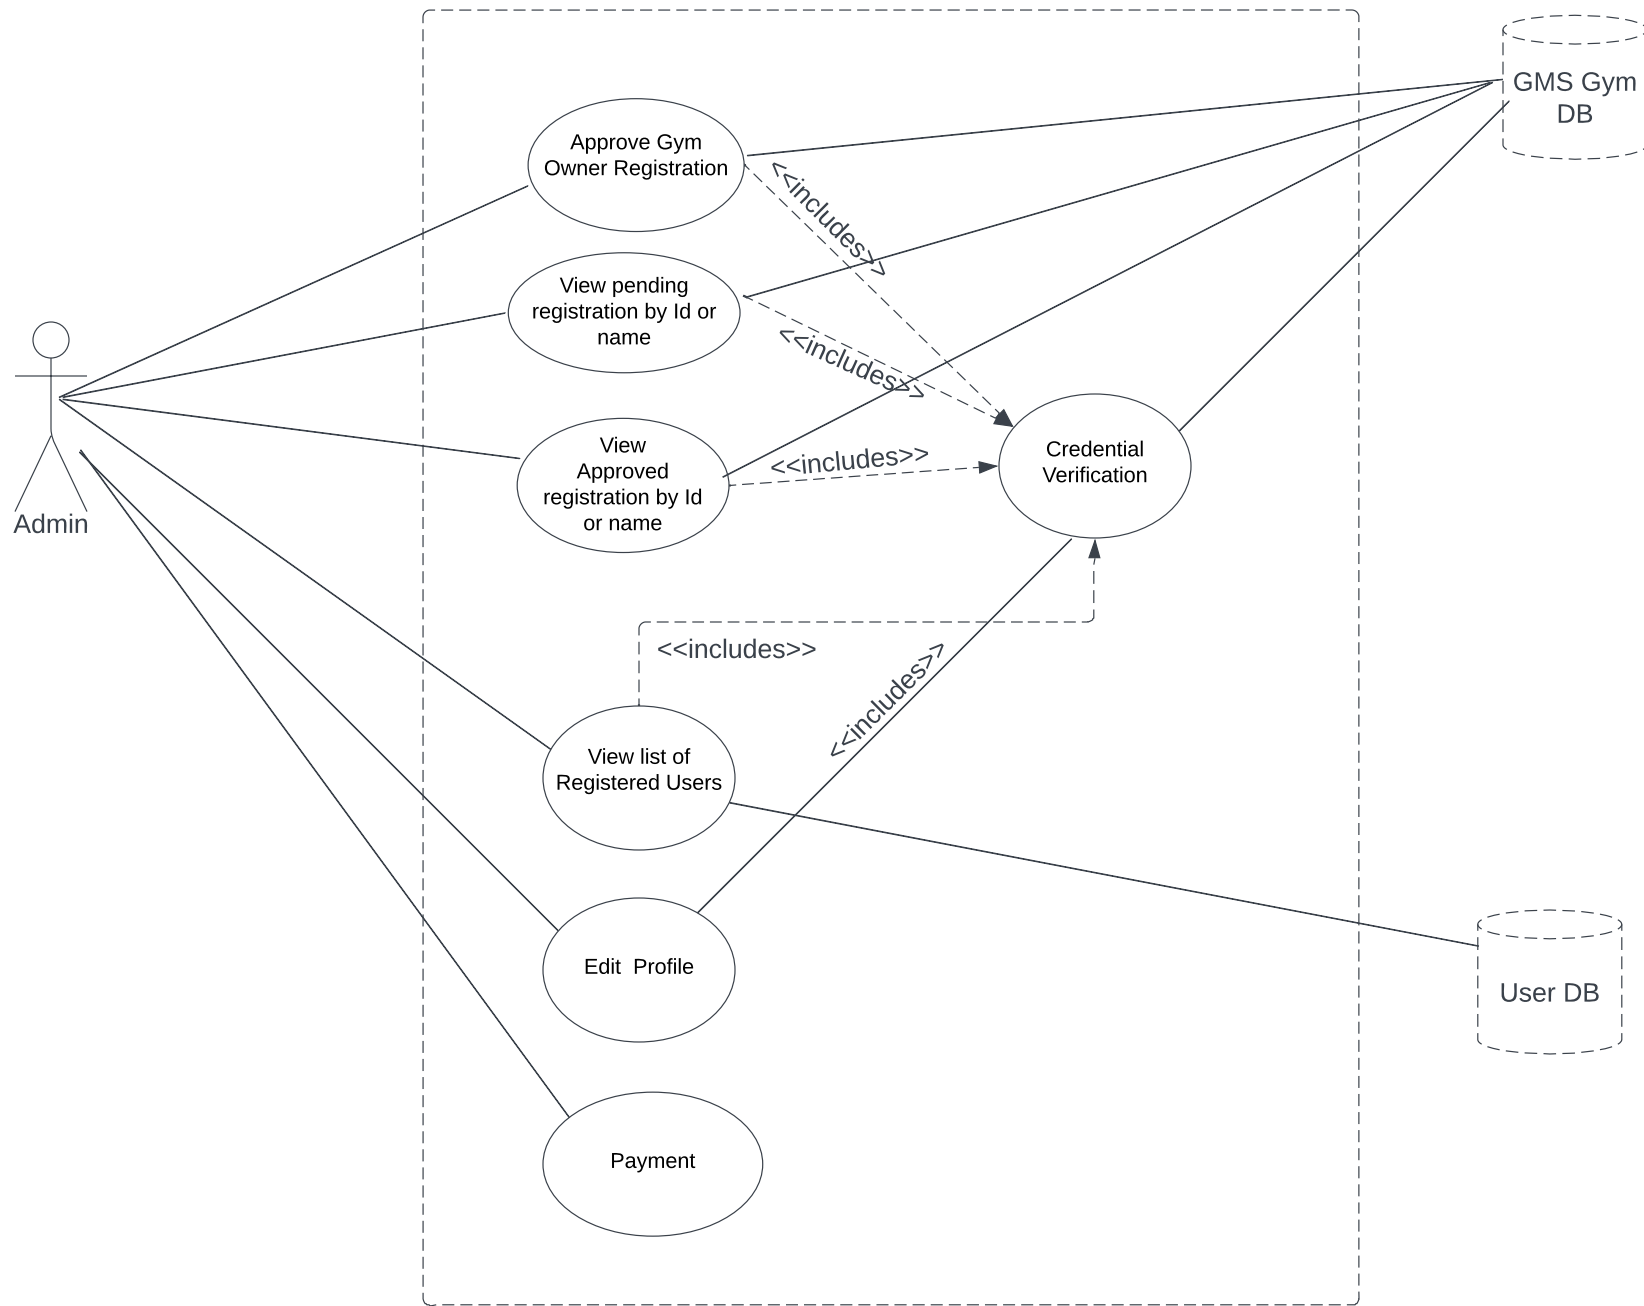 GMS Gym
DB
Approve Gym
Owner Registration
<<includes>>
View pending
registration by Id or
name
<<includes>>
Admin
View
Approved
registration by Id
or name
<<includes>>
Credential
Verification
<<includes>>
<<includes>>
View list of
Registered Users
Edit  Profile
User DB
Payment